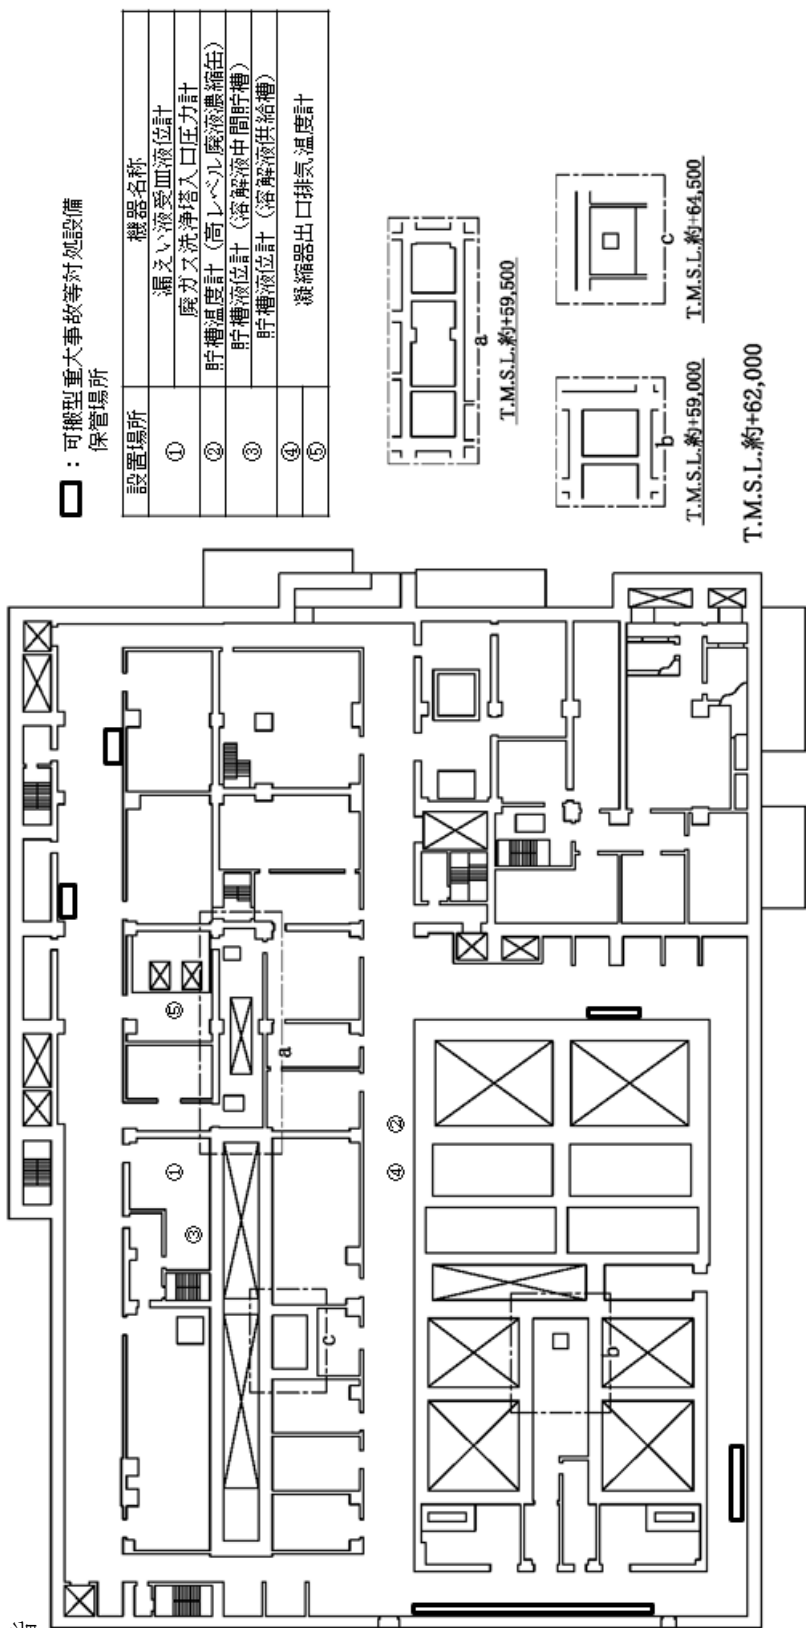 ▭：可搬型重大事故等対処設備
保管場所
設置場所 機器名称
① 漏えい液受皿液位計
廃ガス洗浄塔入口圧力計
② 貯槽温度計（高レベル廃液濃縮缶）
③ 貯槽液位計（溶解液中間貯槽）
貯槽液位計（溶解液供給槽）
④ 凝縮器出口排気温度計
⑤
a
T.M.S.L.約+59,500
b
T.M.S.L.約+59,000
c
T.M.S.L.約+64,500
T.M.S.L.約+62,000
⑤
a
①
③
②
④
c
b